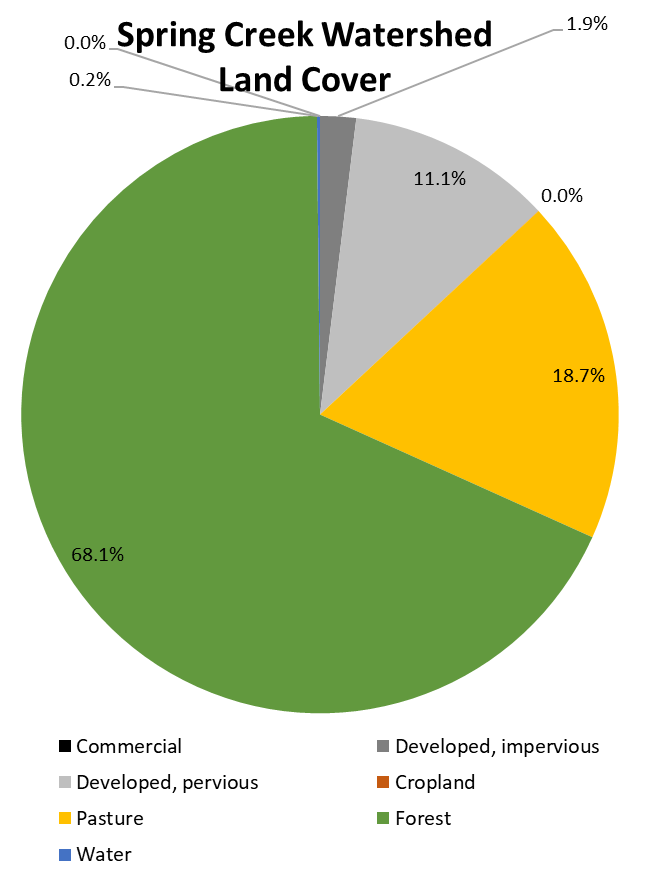 0.0%
Spring Creek Watershed
1.9%
Land Cover
0.2%
11.1%
0.0%
18.7%
68.1%
Commercial
Developed, impervious
Developed, pervious
Cropland
Pasture
Forest
Water